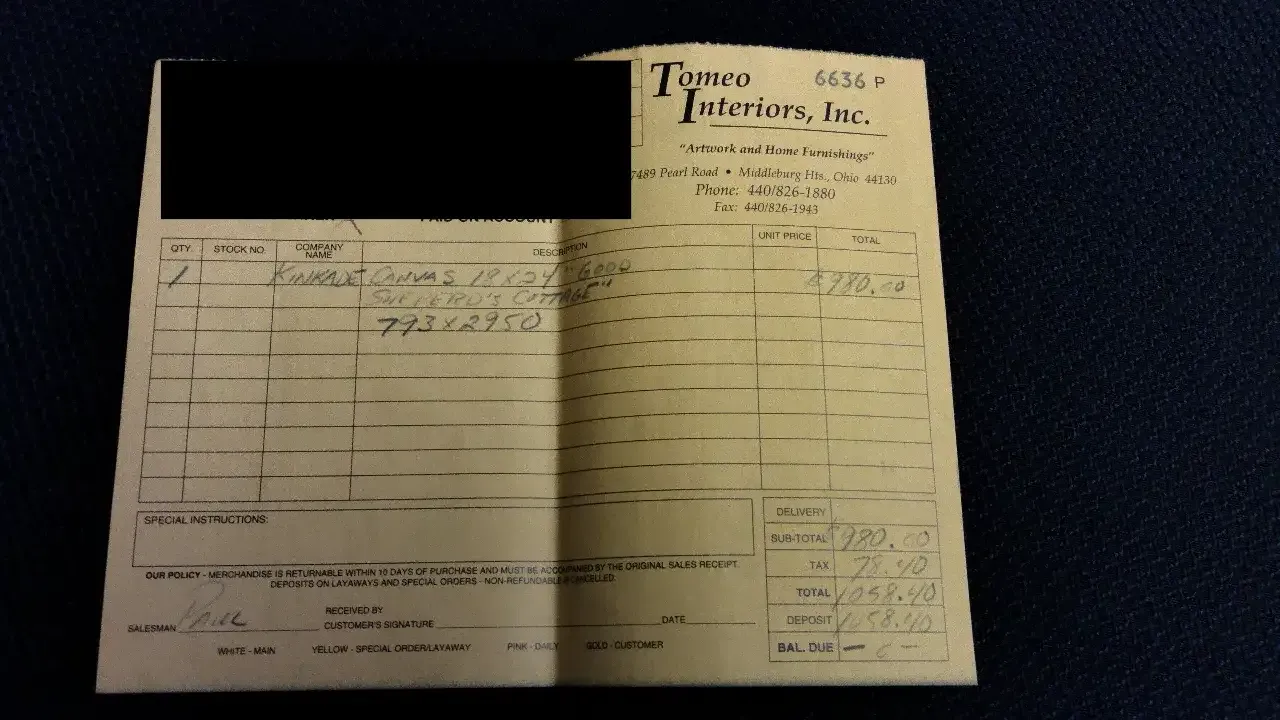 Tomeo 6636 P
Interiors, Inc.
"Artwork and Home Furnishings"
7489 Pearl Road • Middleburg Hts., Ohio 44130
Phone: 440/826-1880
Fax: 440/826-1943
PAID ON ACCOUNT
QTY. STOCK NO. COMPANY NAME DESCRIPTION UNIT PRICE TOTAL
1 KINKADE CANVAS 18x24 "GOOD 980.00
SHEPERD'S COTTAGE"
793x2950
SPECIAL INSTRUCTIONS:
DELIVERY
SUB-TOTAL 980.00
TAX 78.40
TOTAL 1058.40
DEPOSIT 1058.40
BAL. DUE — 0 —
OUR POLICY - MERCHANDISE IS RETURNABLE WITHIN 10 DAYS OF PURCHASE AND MUST BE ACCOMPANIED BY THE ORIGINAL SALES RECEIPT.
DEPOSITS ON LAYAWAYS AND SPECIAL ORDERS - NON-REFUNDABLE IF CANCELLED.
RECEIVED BY
SALESMAN CUSTOMER'S SIGNATURE DATE
WHITE - MAIN YELLOW - SPECIAL ORDER/LAYAWAY PINK - DAILY GOLD - CUSTOMER